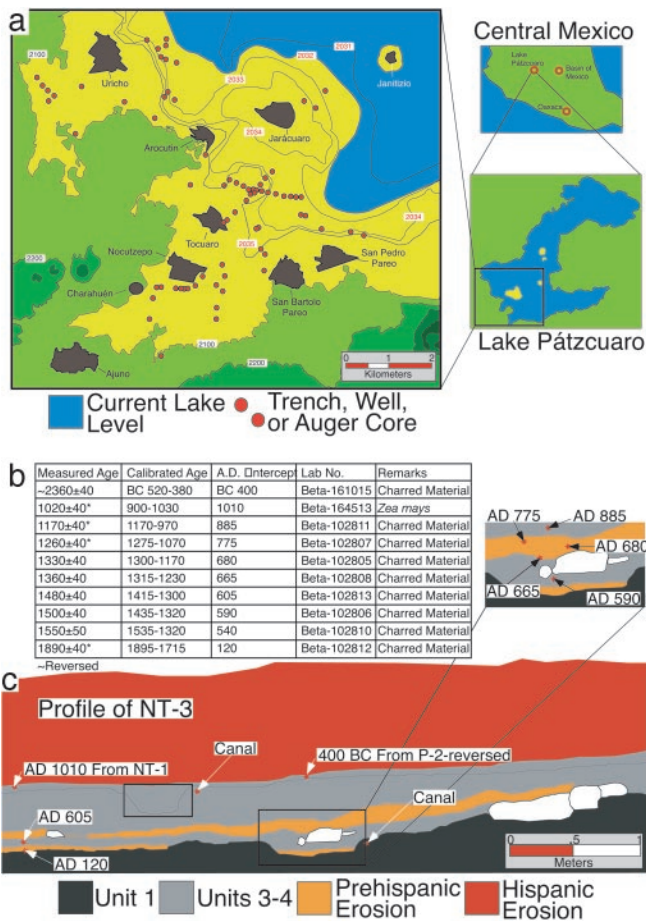 a
2100
Uricho
2033
2032
2031
Janitizio
Jarácuaro
2034
Arocutin
Tocuaro
2035
2034
Nocutzepo
San Pedro
Pareo
2200
Charahuén
San Bartolo
Pareo
2100
Ajuno
2200
0 1 2
Kilometers
Central Mexico
Lake
Pátzcuaro
Basin of
Mexico
Oaxaca
Lake Pátzcuaro
Current Lake
Level
Trench, Well,
or Auger Core
b
Measured Age Calibrated Age A.D. □ntercept Lab No. Remarks
~2360±40 BC 520-380 BC 400 Beta-161015 Charred Material
1020±40* 900-1030 1010 Beta-164513 Zea mays
1170±40* 1170-970 885 Beta-102811 Charred Material
1260±40* 1275-1070 775 Beta-102807 Charred Material
1330±40 1300-1170 680 Beta-102805 Charred Material
1360±40 1315-1230 665 Beta-102808 Charred Material
1480±40 1415-1300 605 Beta-102813 Charred Material
1500±40 1435-1320 590 Beta-102806 Charred Material
1550±50 1535-1320 540 Beta-102810 Charred Material
1890±40* 1895-1715 120 Beta-102812 Charred Material
~Reversed
AD 775
AD 885
AD 680
AD 665
AD 590
c
Profile of NT-3
Canal
400 BC From P-2-reversed
AD 1010 From NT-1
Canal
AD 605
AD 120
0 .5 1
Meters
Unit 1
Units 3-4
Prehispanic
Erosion
Hispanic
Erosion